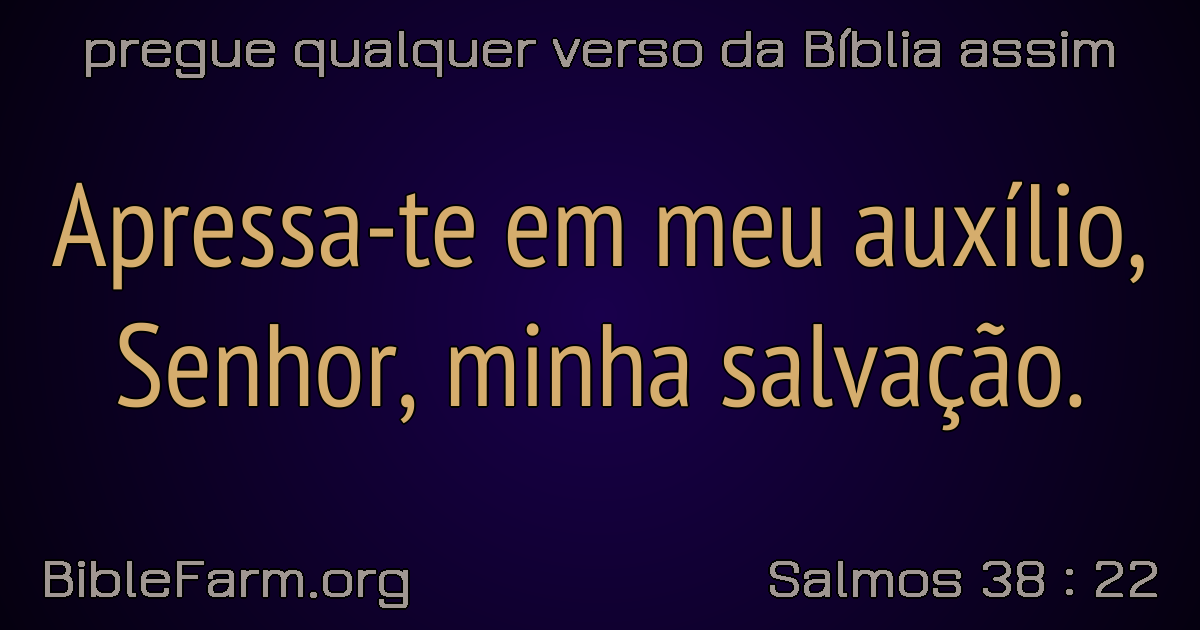 pregue qualquer verso da Bíblia assim
Apressa-te em meu auxílio,
Senhor, minha salvação.
BibleFarm.org
Salmos 38 : 22